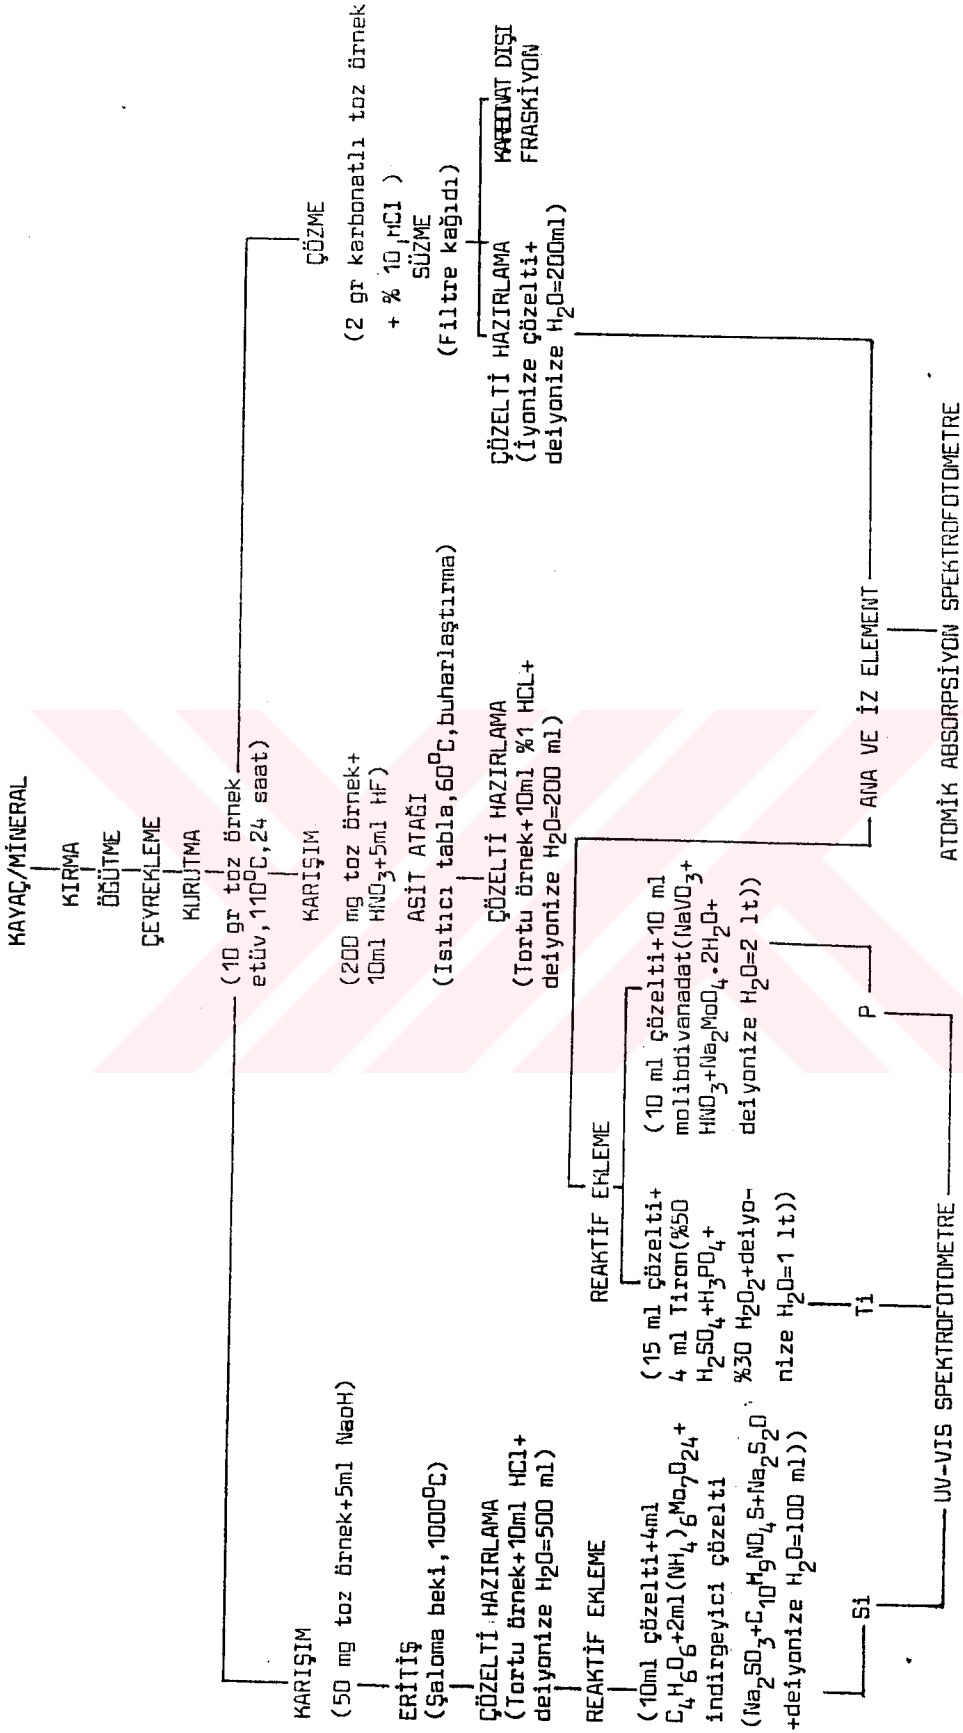 KAYAÇ/MİNERAL
KIRMA
ÖĞÜTME
ÇEYREKLEME
KURUTMA
(10 gr toz örnek
etüv,110⁰C,24 saat)
KARIŞIM
(50 mg toz örnek+5ml NaOH)
ERİTİŞ
(Şaloma beki,1000⁰C)
ÇÖZELTİ HAZIRLAMA
(Tortu örnek+10ml HCl+
deiyonize H₂O=500 ml)
REAKTİF EKLEME
(10ml çözelti+4ml
C₄H₆O₆+2ml(NH₄)₆Mo₇O₂₄+
indirgeyici çözelti
(Na₂SO₃+C₁₀H₉NO₄S+Na₂S₂O
+deiyonize H₂O=100 ml))
Si
KARIŞIM
(200 mg toz örnek+
10ml HNO₃+5ml HF)
ASİT ATAĞI
(Isıtıcı tabla,60⁰C,buharlaştırma)
ÇÖZELTİ HAZIRLAMA
(Tortu örnek+10ml %1 HCL+
deiyonize H₂O=200 ml)
REAKTİF EKLEME
(15 ml çözelti+
4 ml Tiron(%50
H₂SO₄+H₃PO₄+
%30 H₂O₂+deiyo-
nize H₂O=1 lt))
Ti
(10 ml çözelti+10 ml
molibdivanadat(NaVO₃+
HNO₃+Na₂MoO₄.2H₂O+
deiyonize H₂O=2 lt))
P
UV-VIS SPEKTROFOTOMETRE
ÇÖZME
(2 gr karbonatlı toz örnek
+ % 10 HCl )
SÜZME
(Filtre kağıdı)
ÇÖZELTİ HAZIRLAMA
(İyonize çözelti+
deiyonize H₂O=200ml)
KARBONAT DIŞI
FRASKİYON
ANA VE İZ ELEMENT
ATOMİK ABSORPSİYON SPEKTROFOTOMETRE